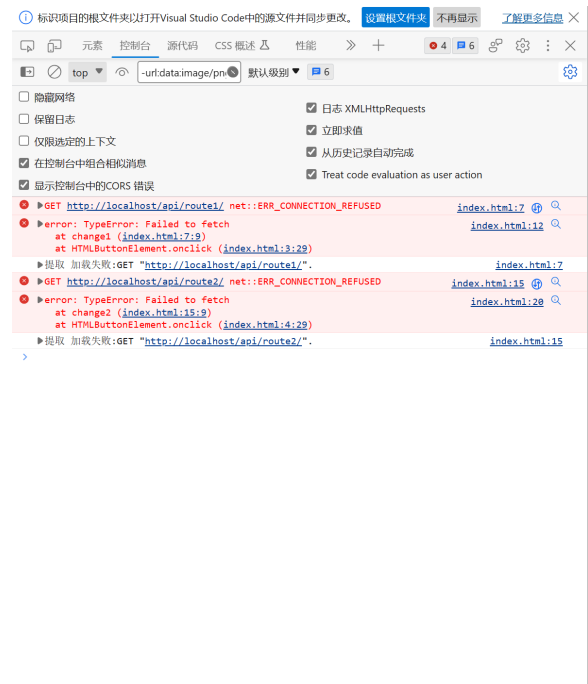 标识项目的根文件夹以打开Visual Studio Code中的源文件并同步更改。 设置根文件夹 不再显示 了解更多信息
元素 控制台 源代码 CSS 概述 性能 4 6
top -url:data:image/pn 默认级别 ▼ 6
隐藏网络
保留日志
仅限选定的上下文
在控制台中组合相似消息
显示控制台中的CORS 错误
日志 XMLHttpRequests
立即求值
从历史记录自动完成
Treat code evaluation as user action
▶GET http://localhost/api/route1/ net::ERR_CONNECTION_REFUSED index.html:7
▶error: TypeError: Failed to fetch index.html:12
at change1 (index.html:7:9)
at HTMLButtonElement.onclick (index.html:3:29)
▶提取 加载失败:GET "http://localhost/api/route1/". index.html:7
▶GET http://localhost/api/route2/ net::ERR_CONNECTION_REFUSED index.html:15
▶error: TypeError: Failed to fetch index.html:20
at change2 (index.html:15:9)
at HTMLButtonElement.onclick (index.html:4:29)
▶提取 加载失败:GET "http://localhost/api/route2/". index.html:15